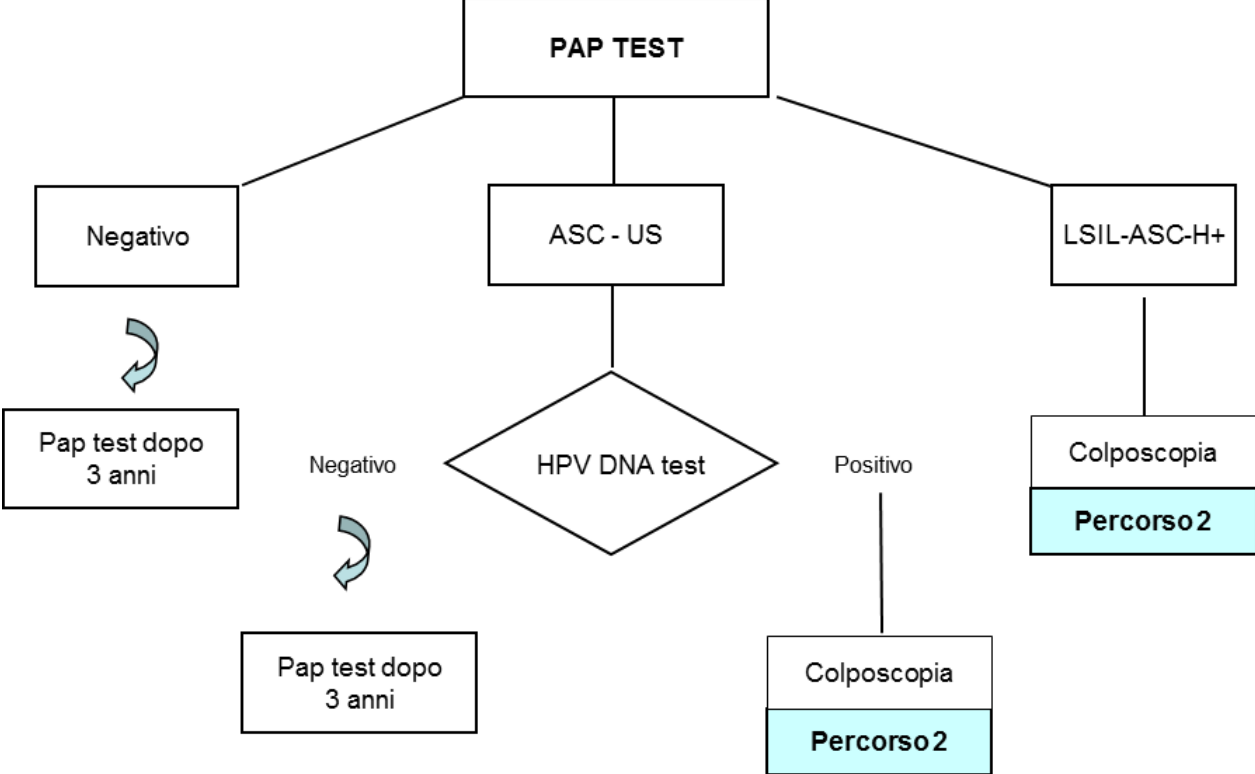 PAP TEST
Negativo
ASC - US
LSIL-ASC-H+
Pap test dopo
3 anni
Negativo
HPV DNA test
Positivo
Colposcopia
Percorso 2
Pap test dopo
3 anni
Colposcopia
Percorso 2